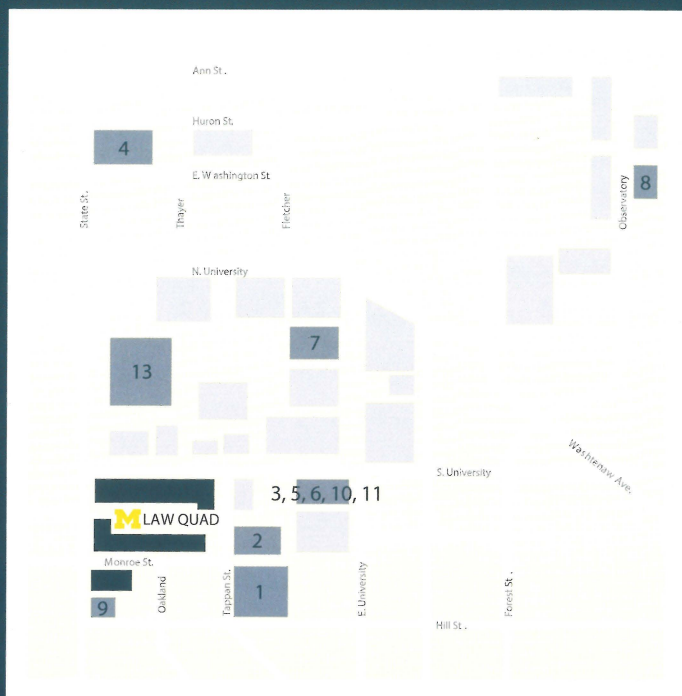 Ann St.
Huron St.
4
E. Washington St
8
State St.
Thayer
Fletcher
Observatory
N. University
7
13
Washtenaw Ave.
S. University
3, 5, 6, 10, 11
M LAW QUAD
2
Monroe St.
Oakland
Tappan St.
1
E. University
Forest St.
9
Hill St.